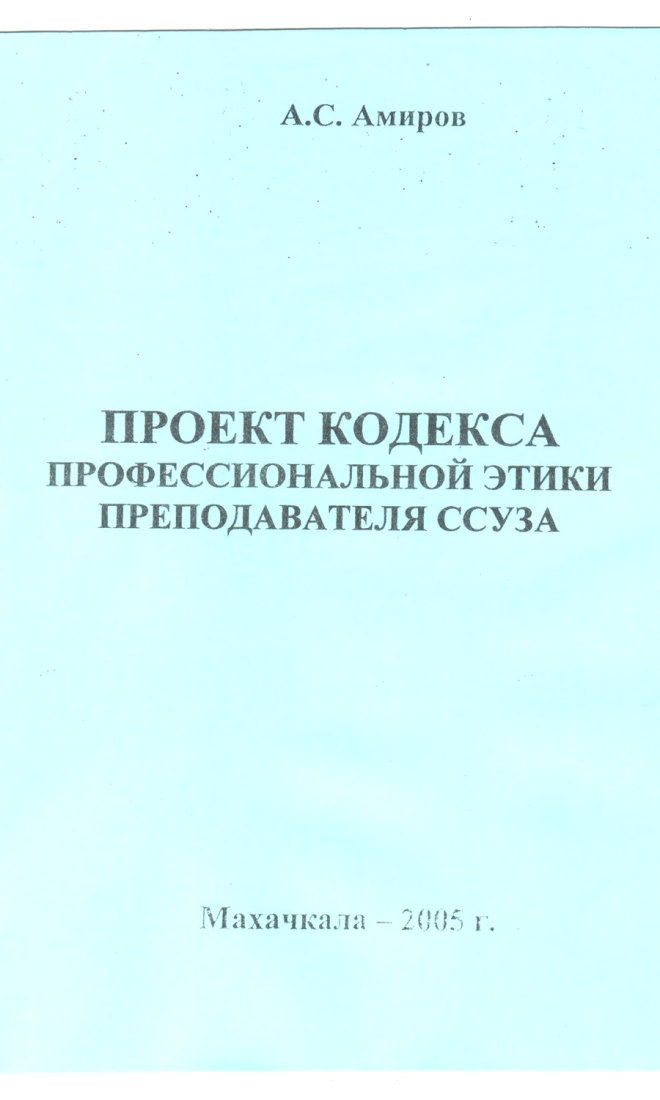 А.С. Амиров
ПРОЕКТ КОДЕКСА
ПРОФЕССИОНАЛЬНОЙ ЭТИКИ
ПРЕПОДАВАТЕЛЯ ССУЗА
Махачкала – 2005 г.